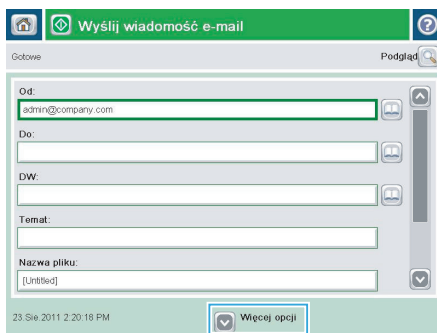 Wyślij wiadomość e-mail
Gotowe
Podgląd
Od:
admin@company.com
Do:
DW:
Temat:
Nazwa pliku:
[Untitled]
23.Sie.2011 2:20:18 PM
Więcej opcji